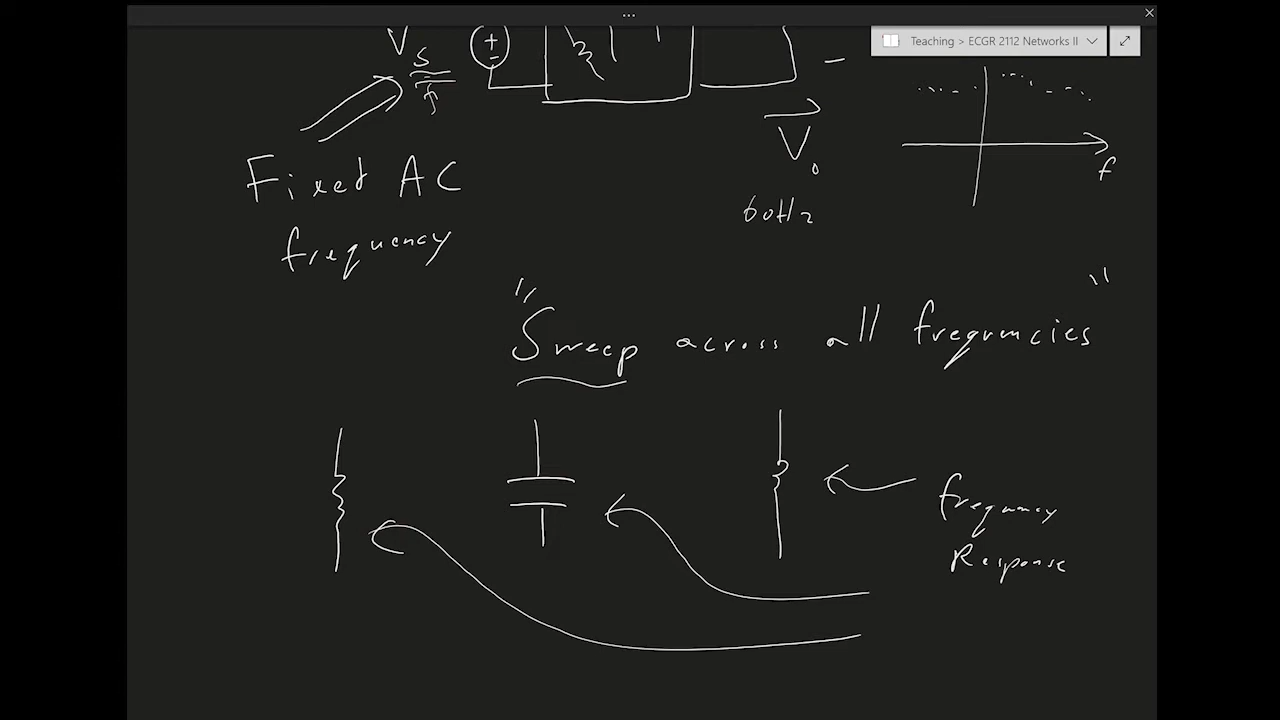 Teaching > ECGR 2112 Networks II
Vs
+
-
-
Vo
f
Fixed AC
frequency
60Hz
"Sweep across all frequencies"
frequency
Response